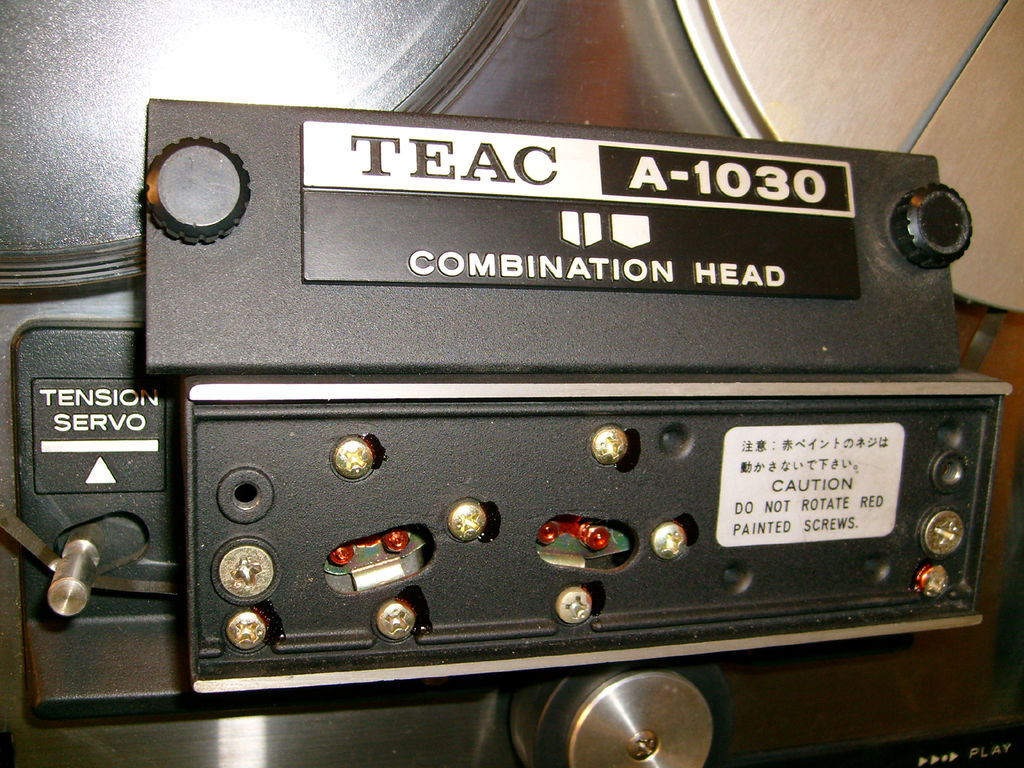 TEAC A-1030
COMBINATION HEAD
TENSION
SERVO
注意:赤ペイントのネジは
動かさないで下さい。
CAUTION
DO NOT ROTATE RED
PAINTED SCREWS.
PLAY